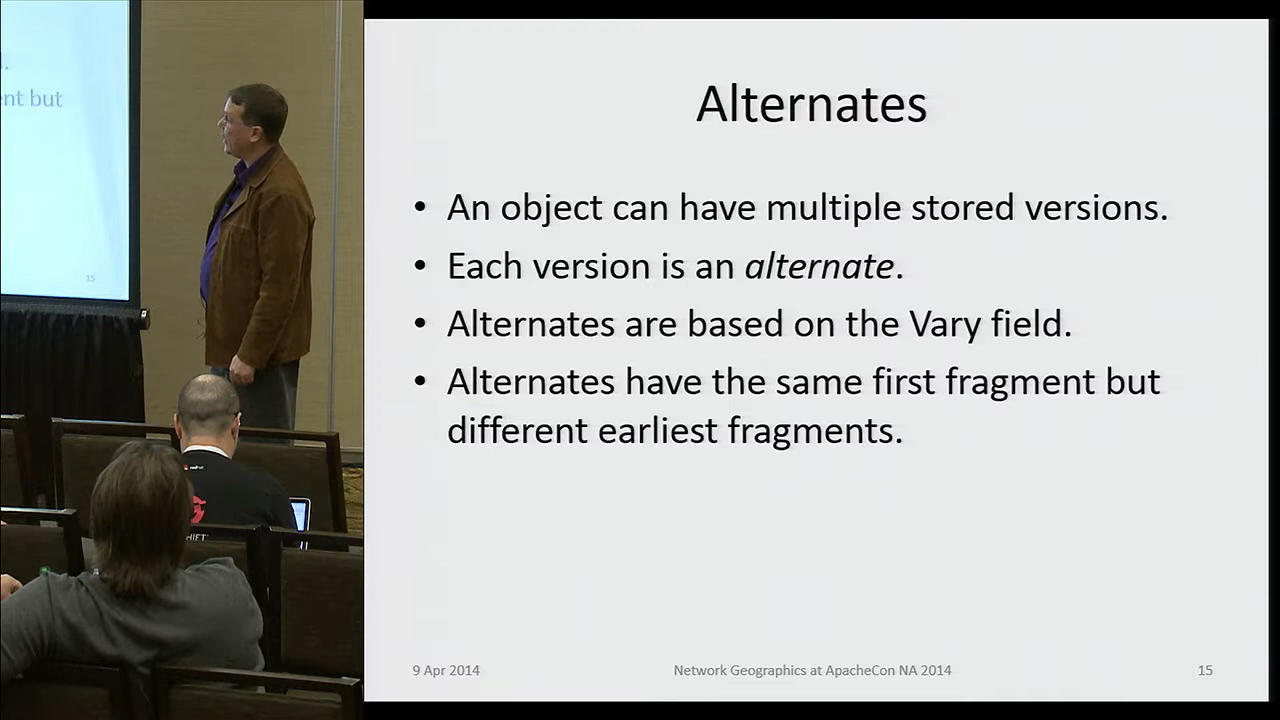 Alternates
• An object can have multiple stored versions.
• Each version is an alternate.
• Alternates are based on the Vary field.
• Alternates have the same first fragment but
different earliest fragments.
9 Apr 2014
Network Geographics at ApacheCon NA 2014
15
but
15
redhat